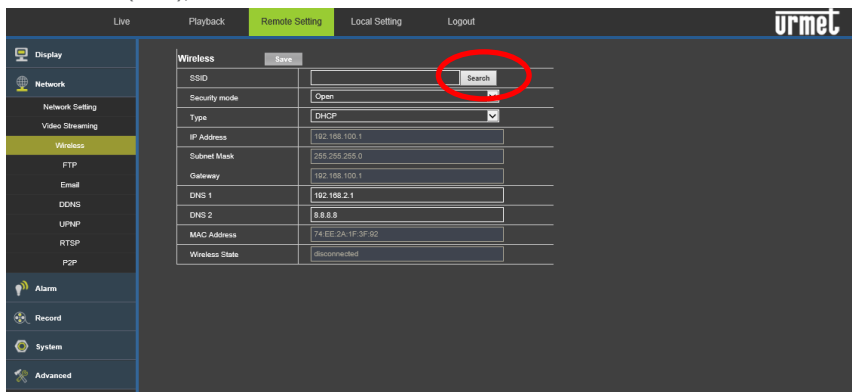 Live Playback Remote Setting Local Setting Logout urmet
Display
Network
Network Setting
Video Streaming
Wireless
FTP
Email
DDNS
UPNP
RTSP
P2P
Alarm
Record
System
Advanced
Wireless Save
SSID Search
Security mode Open
Type DHCP
IP Address 192.168.100.1
Subnet Mask 255.255.255.0
Gateway 192.168.100.1
DNS 1 192.168.2.1
DNS 2 8.8.8.8
MAC Address 74:EE:2A:1F:3F:92
Wireless State disconnected